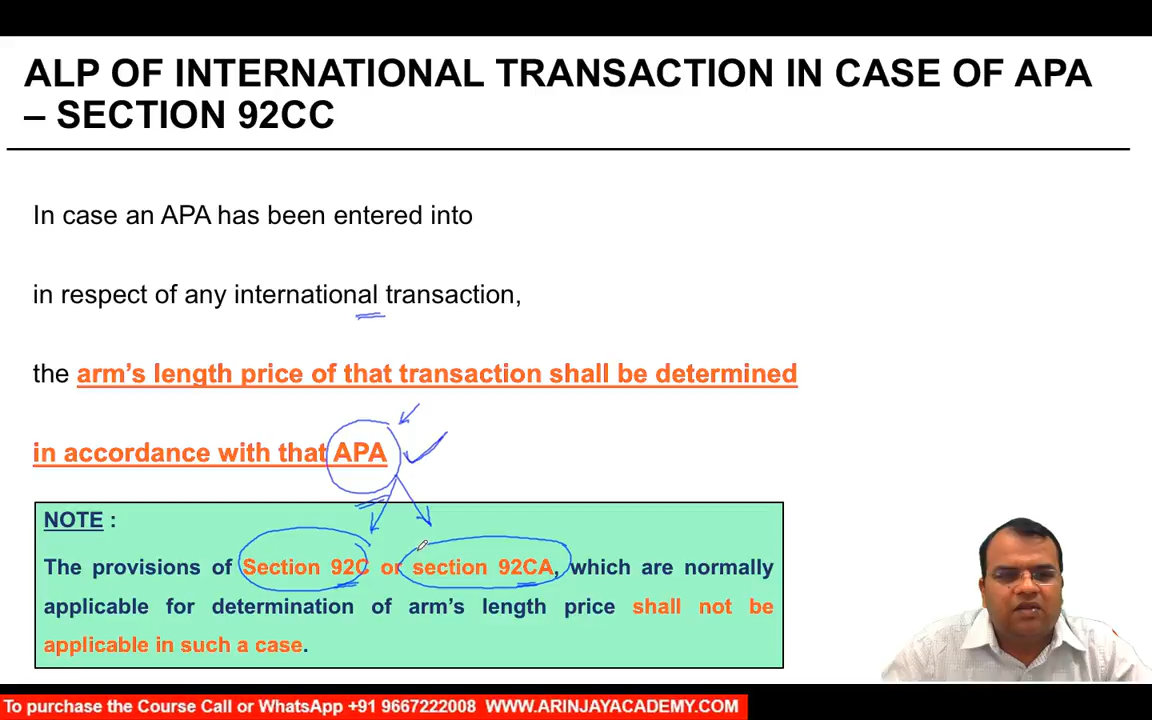 ALP OF INTERNATIONAL TRANSACTION IN CASE OF APA
– SECTION 92CC
In case an APA has been entered into
in respect of any international transaction,
the arm’s length price of that transaction shall be determined
in accordance with that APA
NOTE :
The provisions of Section 92C or section 92CA, which are normally
applicable for determination of arm’s length price shall not be
applicable in such a case.
To purchase the Course Call or WhatsApp +91 9667222008 WWW.ARINJAYACADEMY.COM